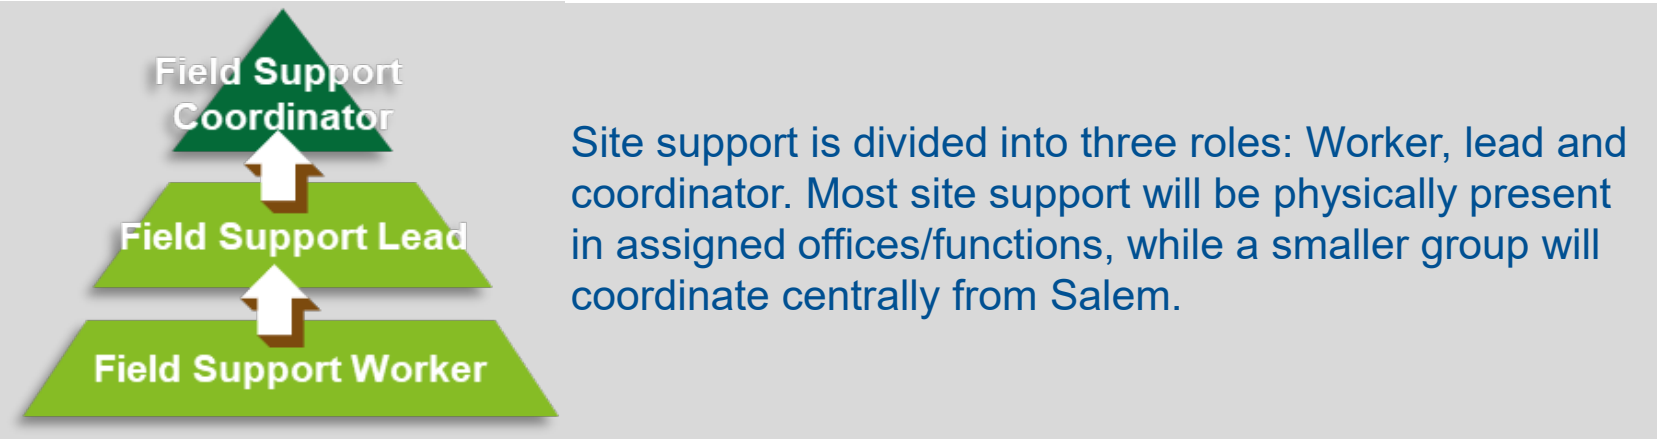 Field Support
Coordinator
Field Support Lead
Field Support Worker
Site support is divided into three roles: Worker, lead and
coordinator. Most site support will be physically present
in assigned offices/functions, while a smaller group will
coordinate centrally from Salem.